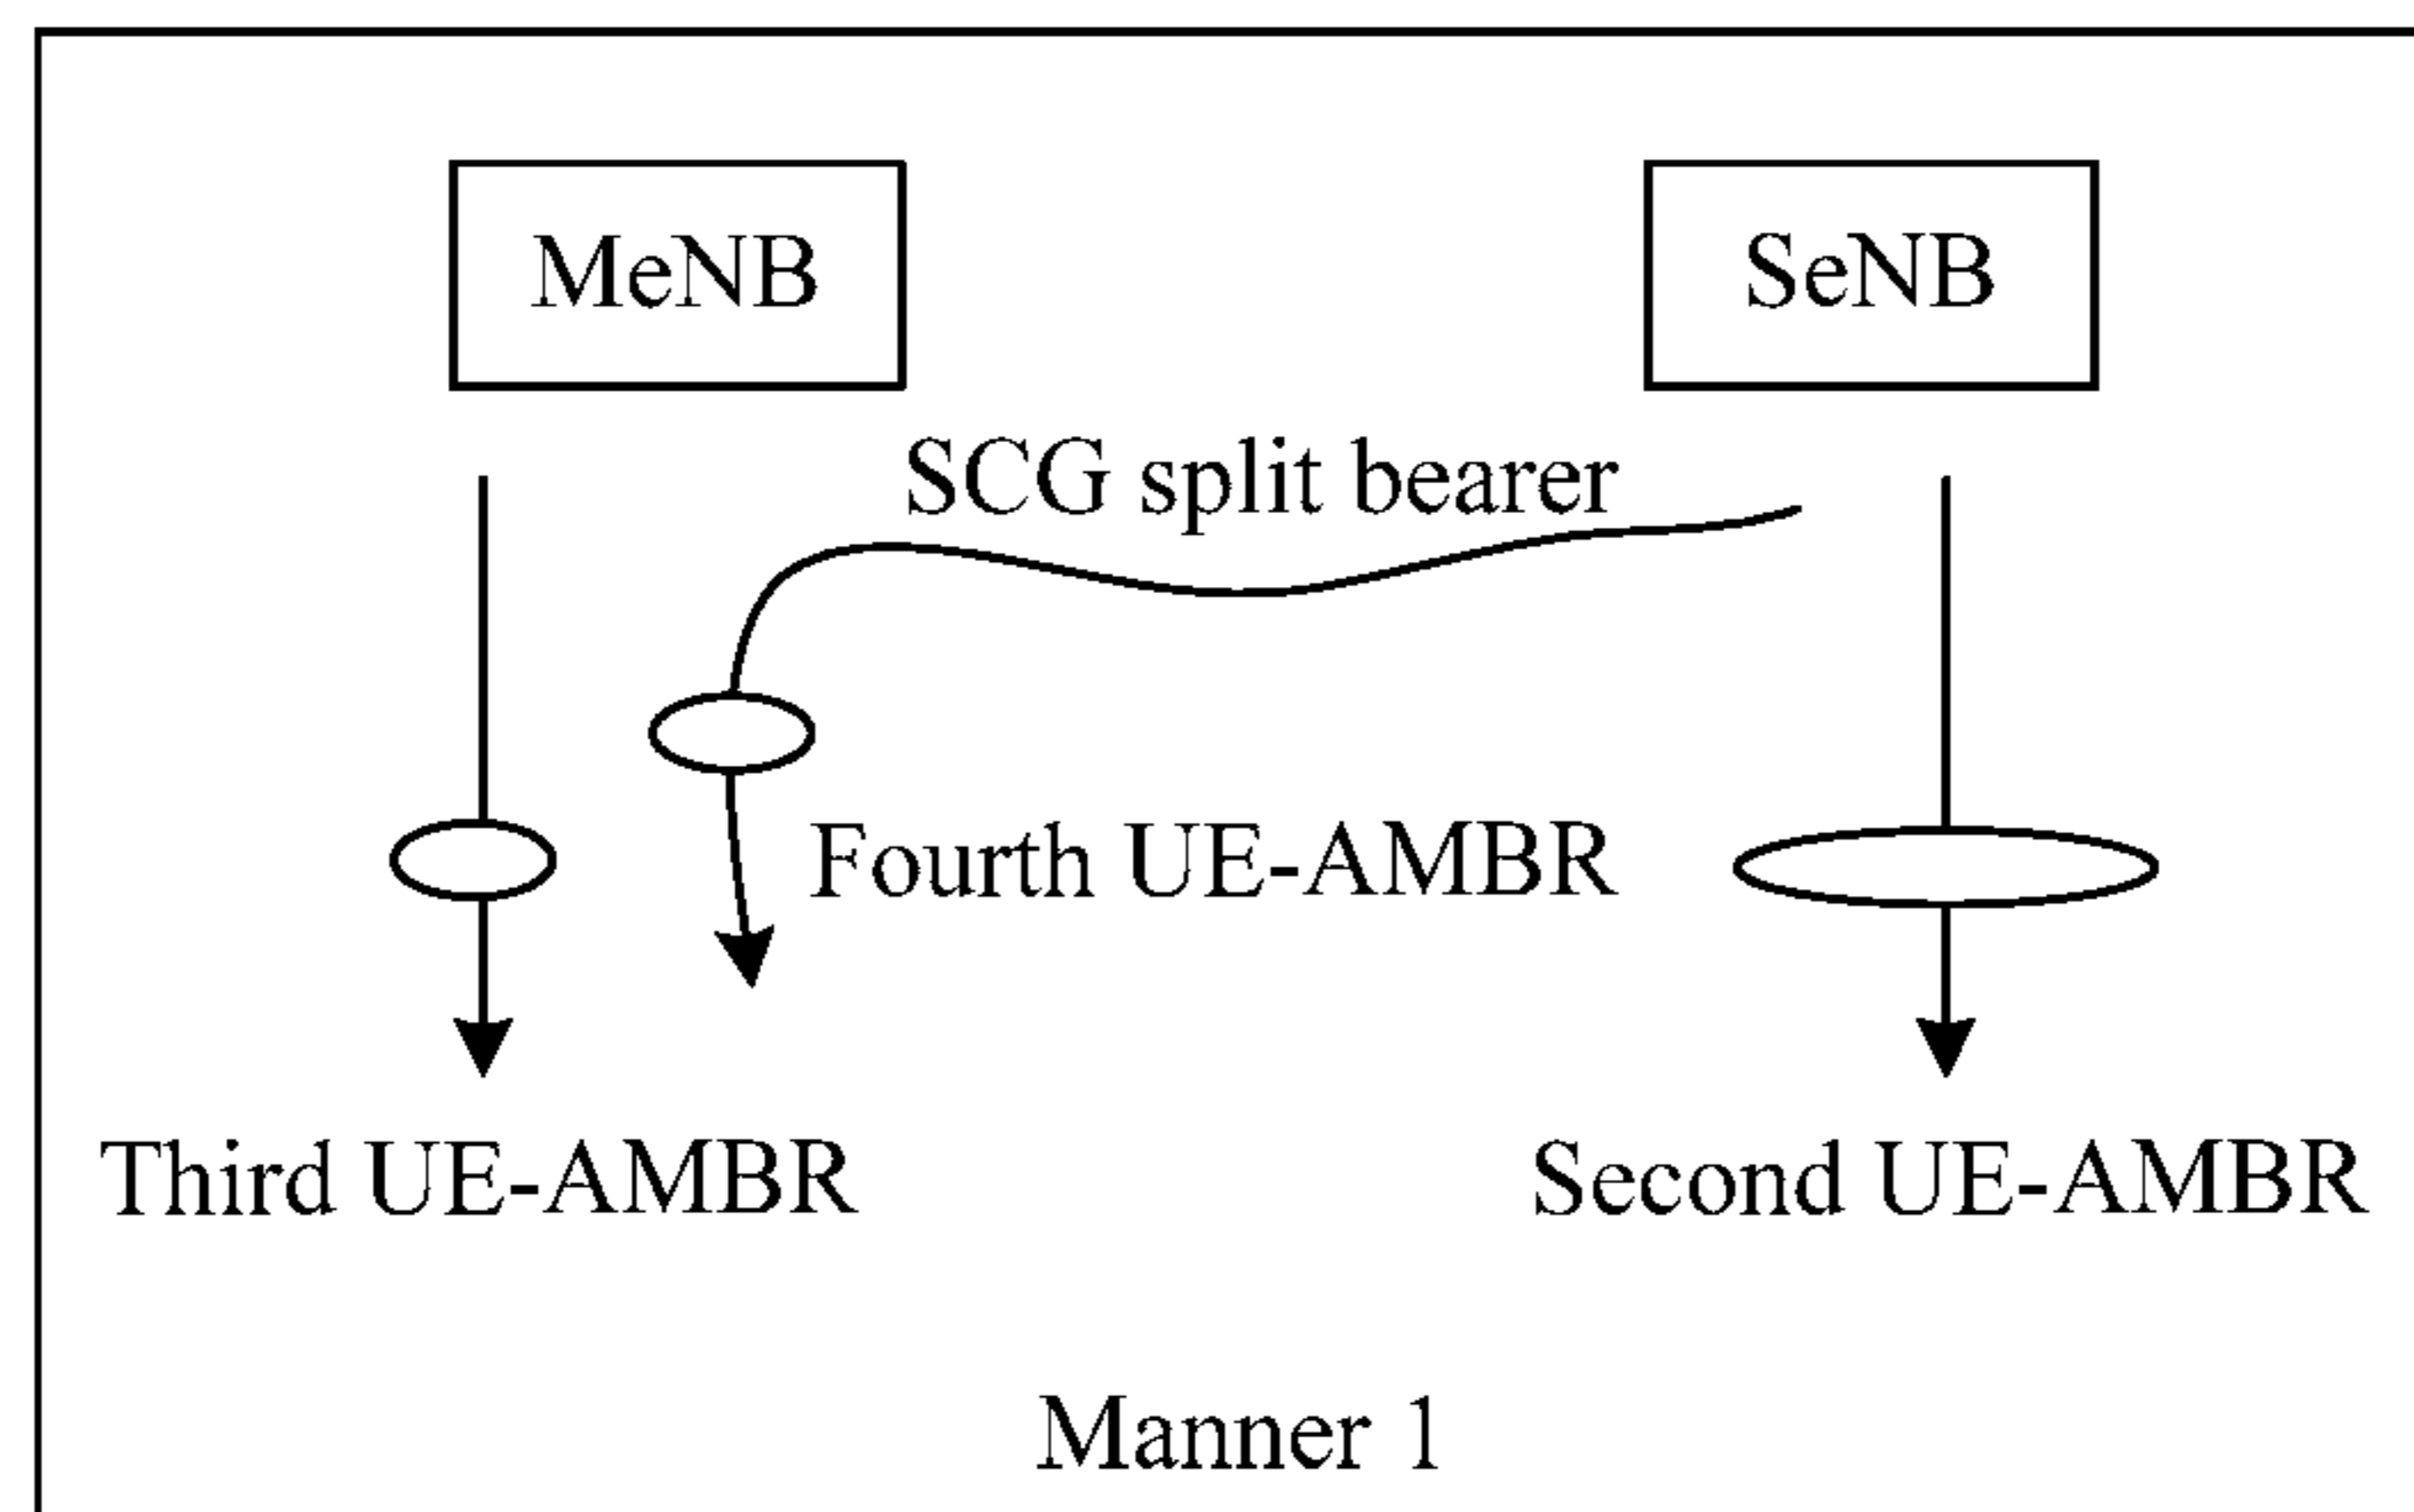 MeNB
SeNB
SCG split bearer
Fourth UE-AMBR
Third UE-AMBR
Second UE-AMBR
Manner 1